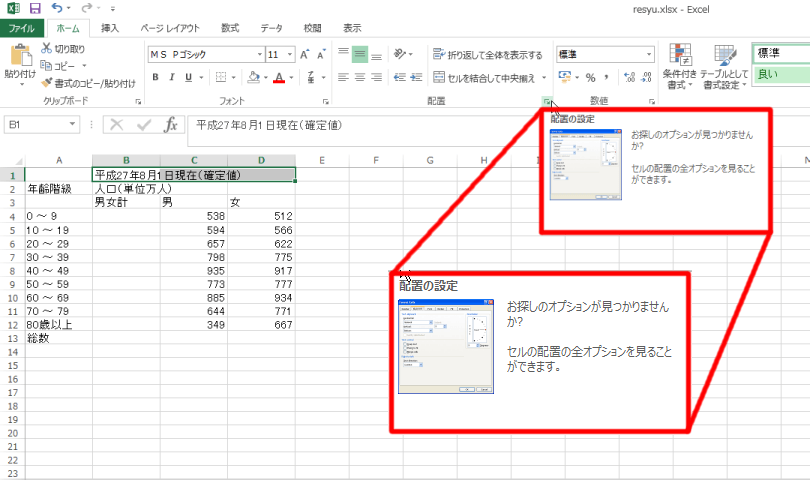 resyu.xlsx - Excel
ファイル ホーム 挿入 ページ レイアウト 数式 データ 校閲 表示
貼り付け
切り取り
コピー
書式のコピー/貼り付け
クリップボード
ＭＳ Ｐゴシック 11
B I U
フォント
折り返して全体を表示する
セルを結合して中央揃え
配置
標準
数値
条件付き書式
テーブルとして書式設定
標準
良い
B1 平成27年8月1日現在（確定値）
A B C D E F G H M
1 平成27年8月1日現在（確定値）
2 年齢階級 人口（単位万人）
3 男女計 男 女
4 0 ～ 9 538 512
5 10 ～ 19 594 566
6 20 ～ 29 657 622
7 30 ～ 39 798 775
8 40 ～ 49 935 917
9 50 ～ 59 773 777
10 60 ～ 69 885 934
11 70 ～ 79 644 771
12 80歳以上 349 667
13 総数
14
15
16
17
18
19
20
21
22
23
配置の設定
お探しのオプションが見つかりません
か?
セルの配置の全オプションを見ること
ができます。
配置の設定
お探しのオプションが見つかりません
か?
セルの配置の全オプションを見ること
ができます。